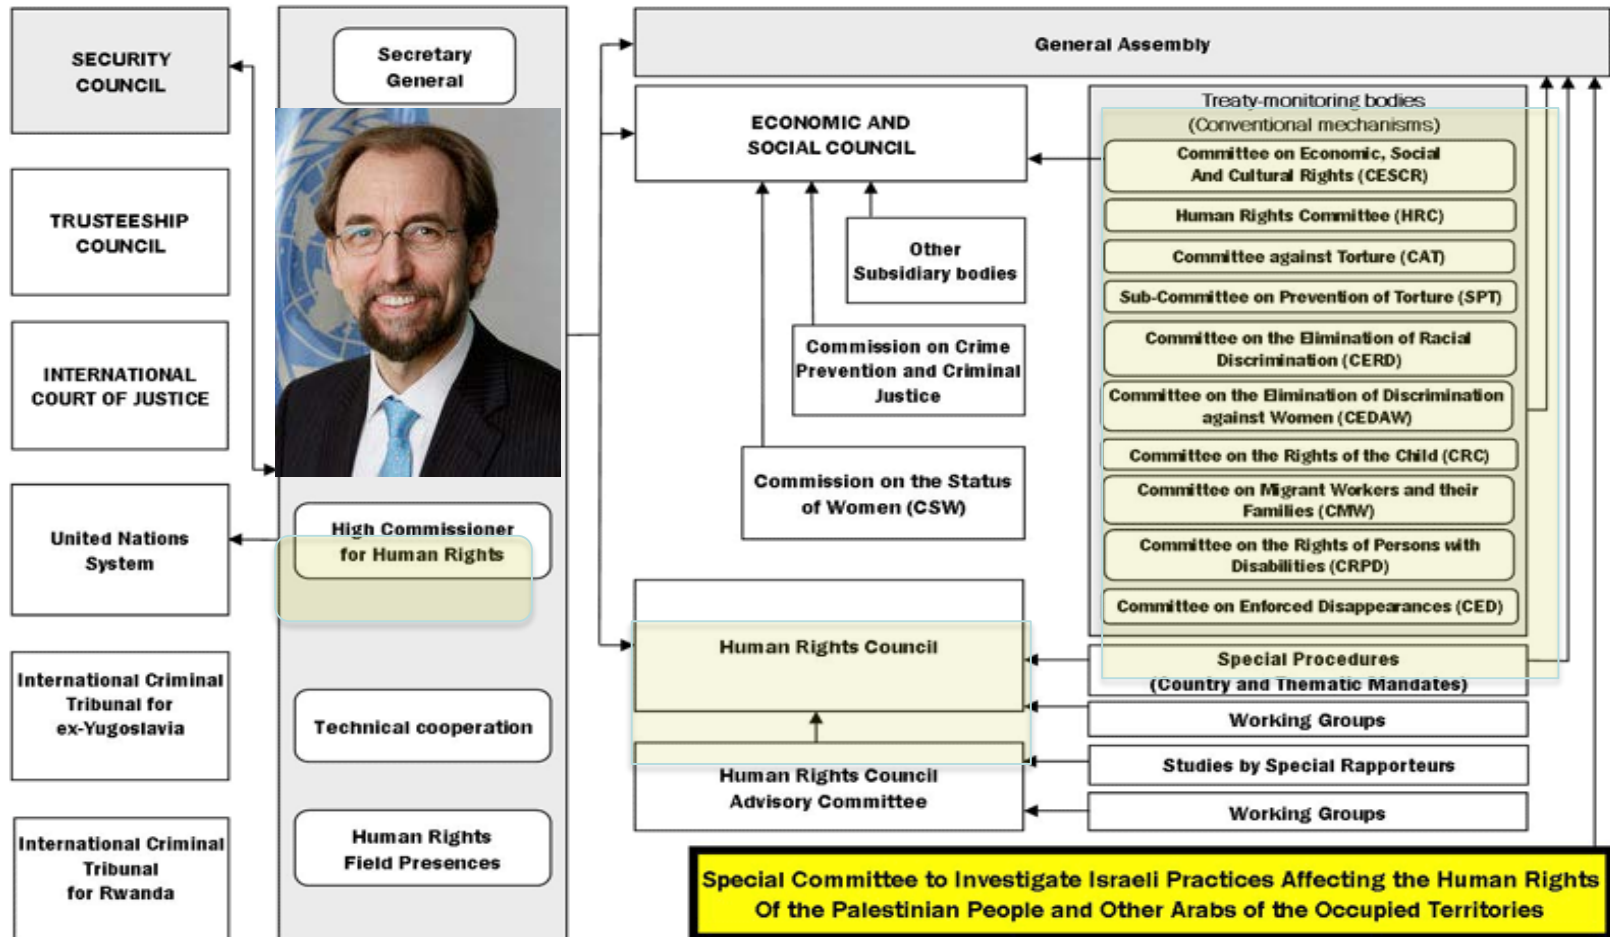 SECURITY
COUNCIL
TRUSTEESHIP
COUNCIL
INTERNATIONAL
COURT OF JUSTICE
United Nations
System
International Criminal
Tribunal for
ex-Yugoslavia
International Criminal
Tribunal
for Rwanda
Secretary
General
High Commissioner
for Human Rights
Technical cooperation
Human Rights
Field Presences
General Assembly
ECONOMIC AND
SOCIAL COUNCIL
Other
Subsidiary bodies
Commission on Crime
Prevention and Criminal
Justice
Commission on the Status
of Women (CSW)
Human Rights Council
Human Rights Council
Advisory Committee
Treaty-monitoring bodies
(Conventional mechanisms)
Committee on Economic, Social
And Cultural Rights (CESCR)
Human Rights Committee (HRC)
Committee against Torture (CAT)
Sub-Committee on Prevention of Torture (SPT)
Committee on the Elimination of Racial
Discrimination (CERD)
Committee on the Elimination of Discrimination
against Women (CEDAW)
Committee on the Rights of the Child (CRC)
Committee on Migrant Workers and their
Families (CMW)
Committee on the Rights of Persons with
Disabilities (CRPD)
Committee on Enforced Disappearances (CED)
Special Procedures
(Country and Thematic Mandates)
Working Groups
Studies by Special Rapporteurs
Working Groups
Special Committee to Investigate Israeli Practices Affecting the Human Rights
Of the Palestinian People and Other Arabs of the Occupied Territories